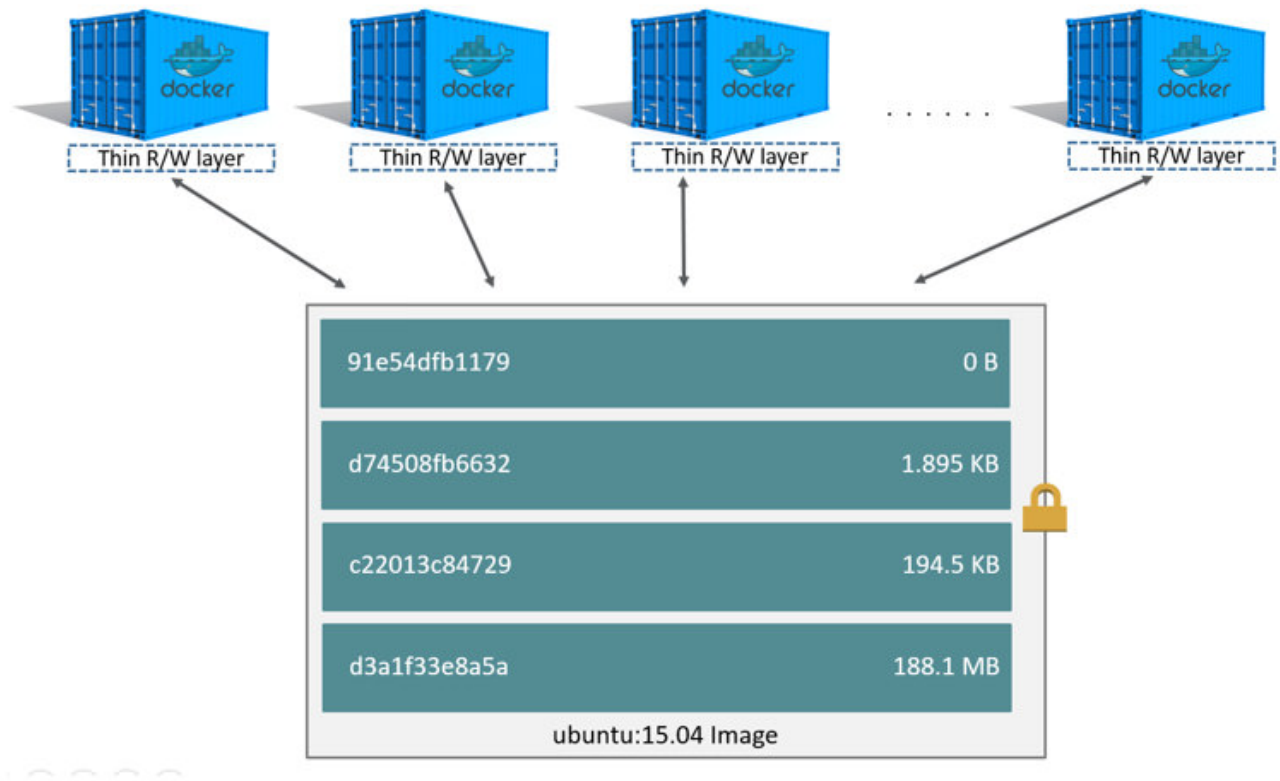 docker
docker
docker
docker
Thin R/W layer
Thin R/W layer
Thin R/W layer
. . . . . .
Thin R/W layer
91e54dfb1179 0 B
d74508fb6632 1.895 KB
c22013c84729 194.5 KB
d3a1f33e8a5a 188.1 MB
ubuntu:15.04 Image